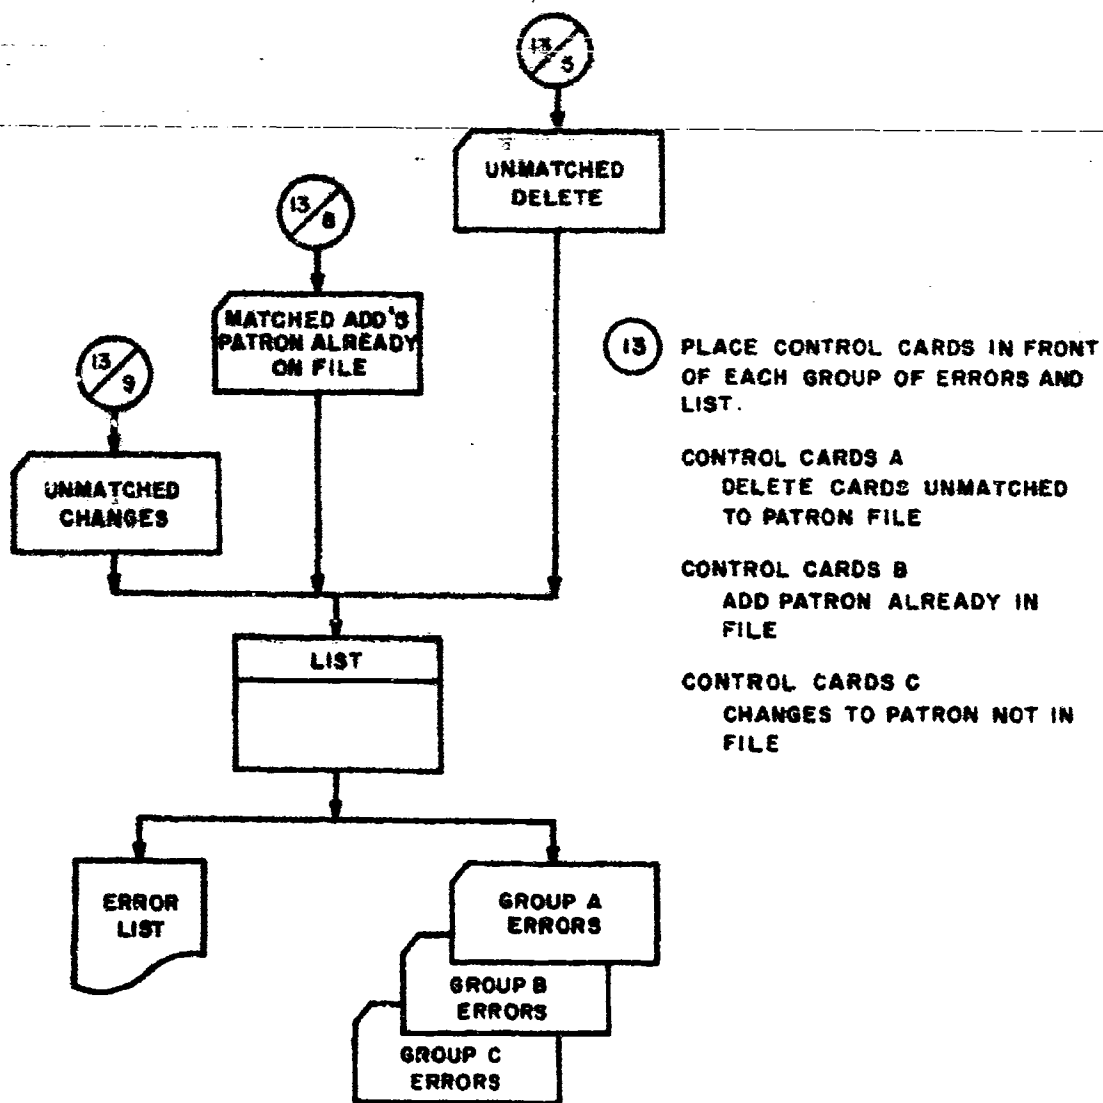 13/5
UNMATCHED
DELETE
13/8
MATCHED ADD'S
PATRON ALREADY
ON FILE
13/9
UNMATCHED
CHANGES
13 PLACE CONTROL CARDS IN FRONT
OF EACH GROUP OF ERRORS AND
LIST.
CONTROL CARDS A
DELETE CARDS UNMATCHED
TO PATRON FILE
CONTROL CARDS B
ADD PATRON ALREADY IN
FILE
CONTROL CARDS C
CHANGES TO PATRON NOT IN
FILE
LIST
ERROR
LIST
GROUP A
ERRORS
GROUP B
ERRORS
GROUP C
ERRORS